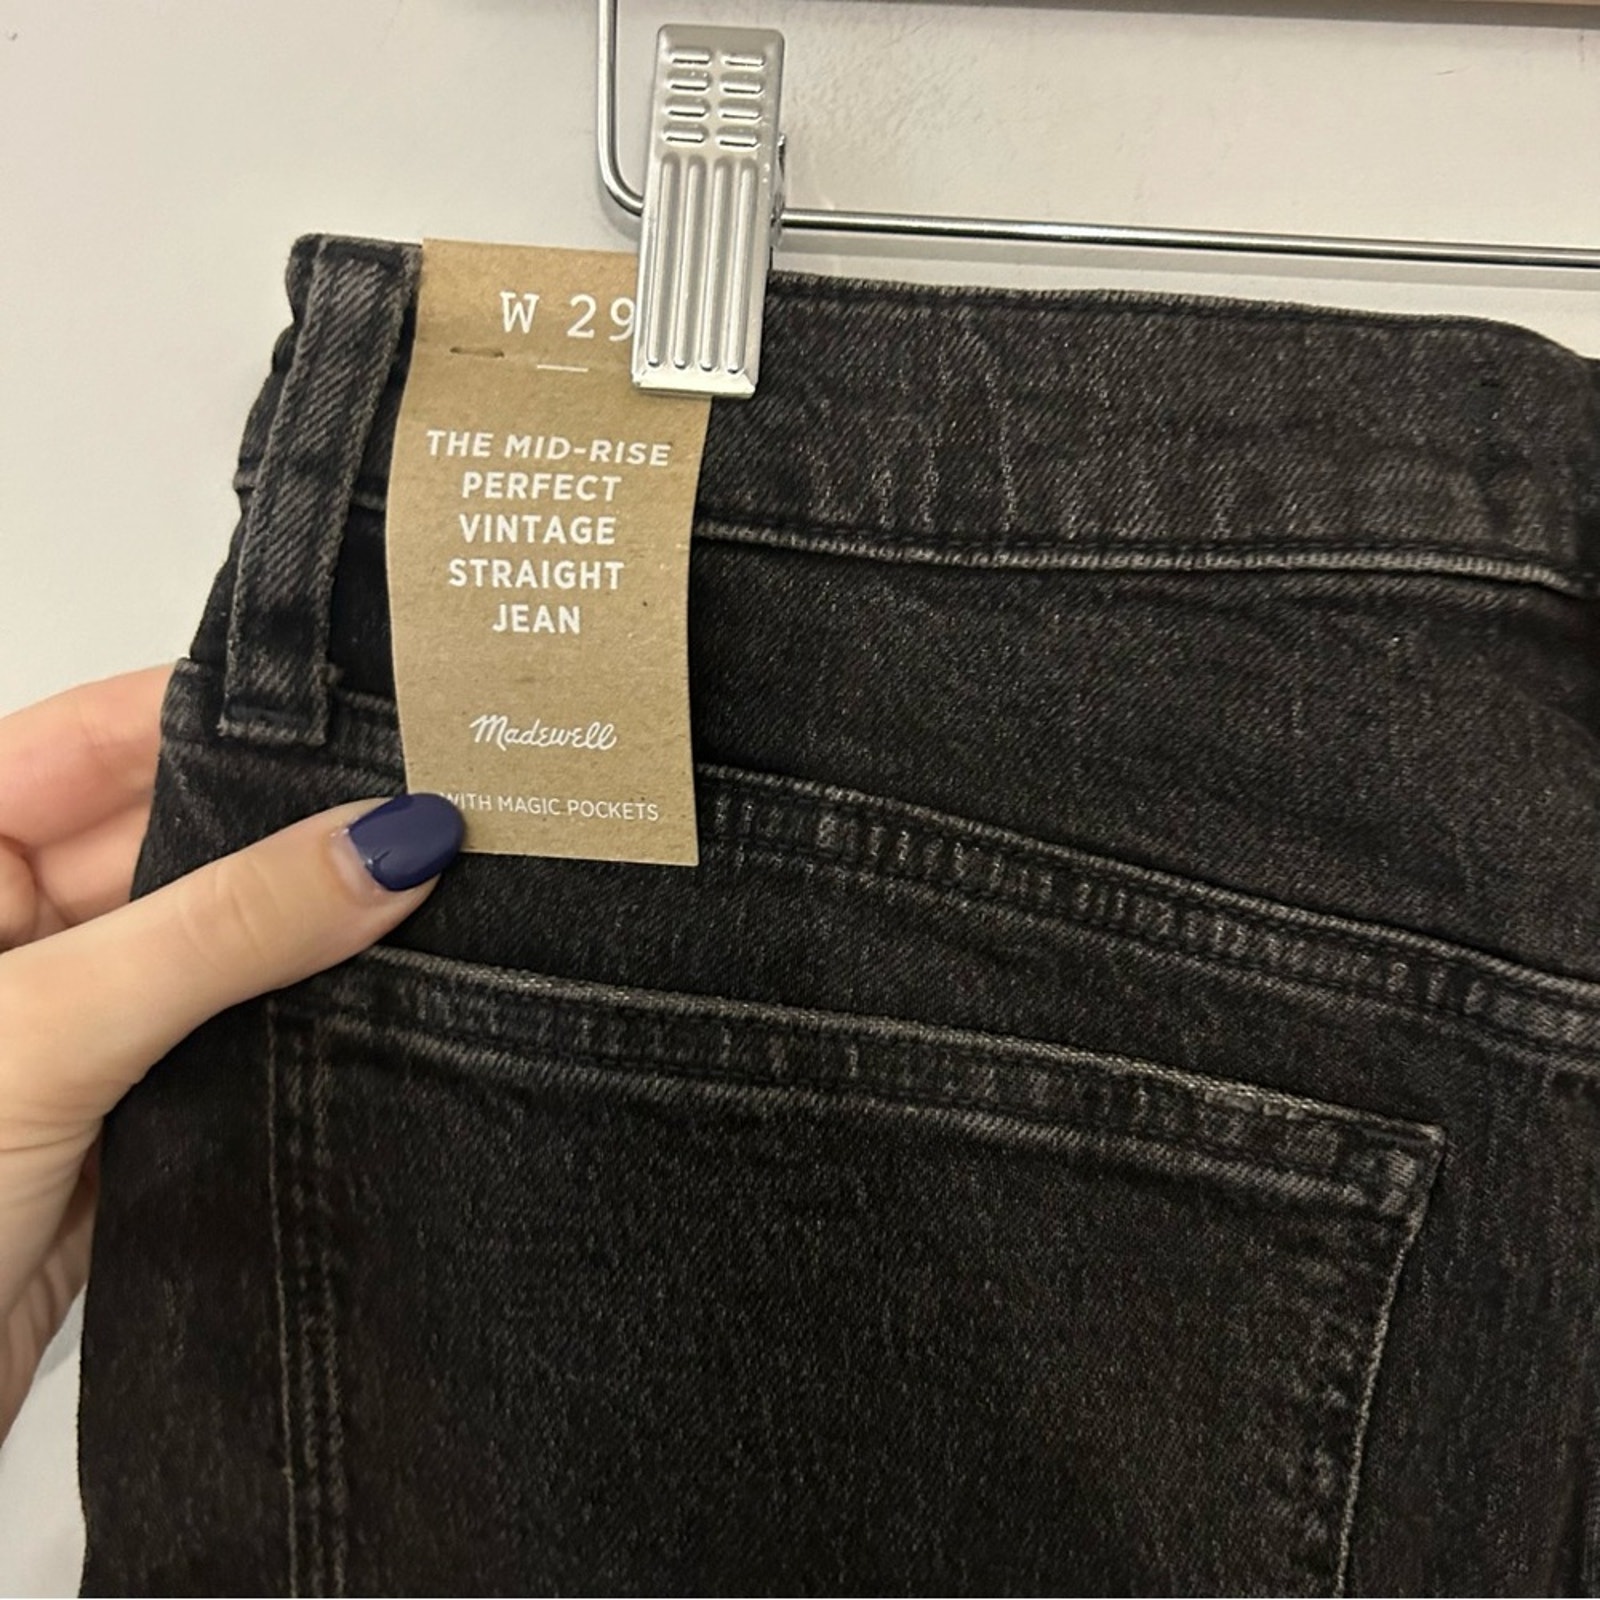 W 29
THE MID-RISE
PERFECT
VINTAGE
STRAIGHT
JEAN
Madewell
WITH MAGIC POCKETS